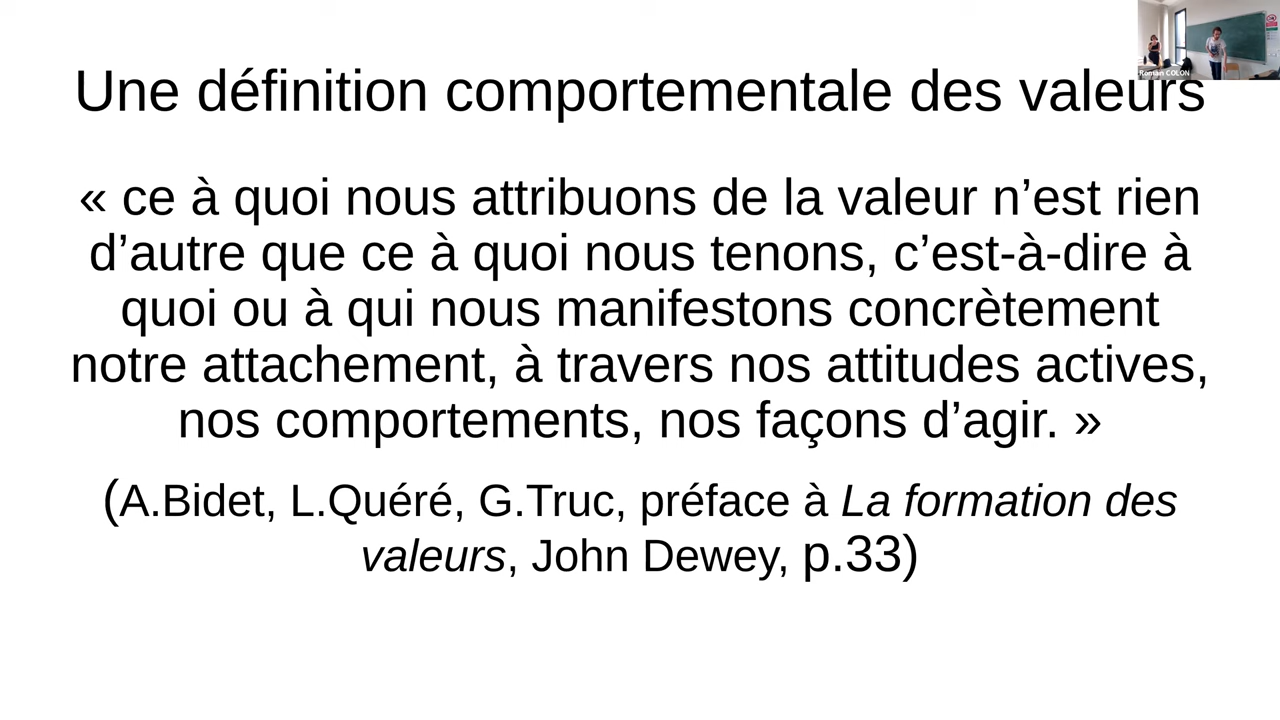 Une définition comportementale des valeurs
« ce à quoi nous attribuons de la valeur n’est rien
d’autre que ce à quoi nous tenons, c’est-à-dire à
quoi ou à qui nous manifestons concrètement
notre attachement, à travers nos attitudes actives,
nos comportements, nos façons d’agir. »
(A.Bidet, L.Quéré, G.Truc, préface à La formation des
valeurs, John Dewey, p.33)
Roman COLON